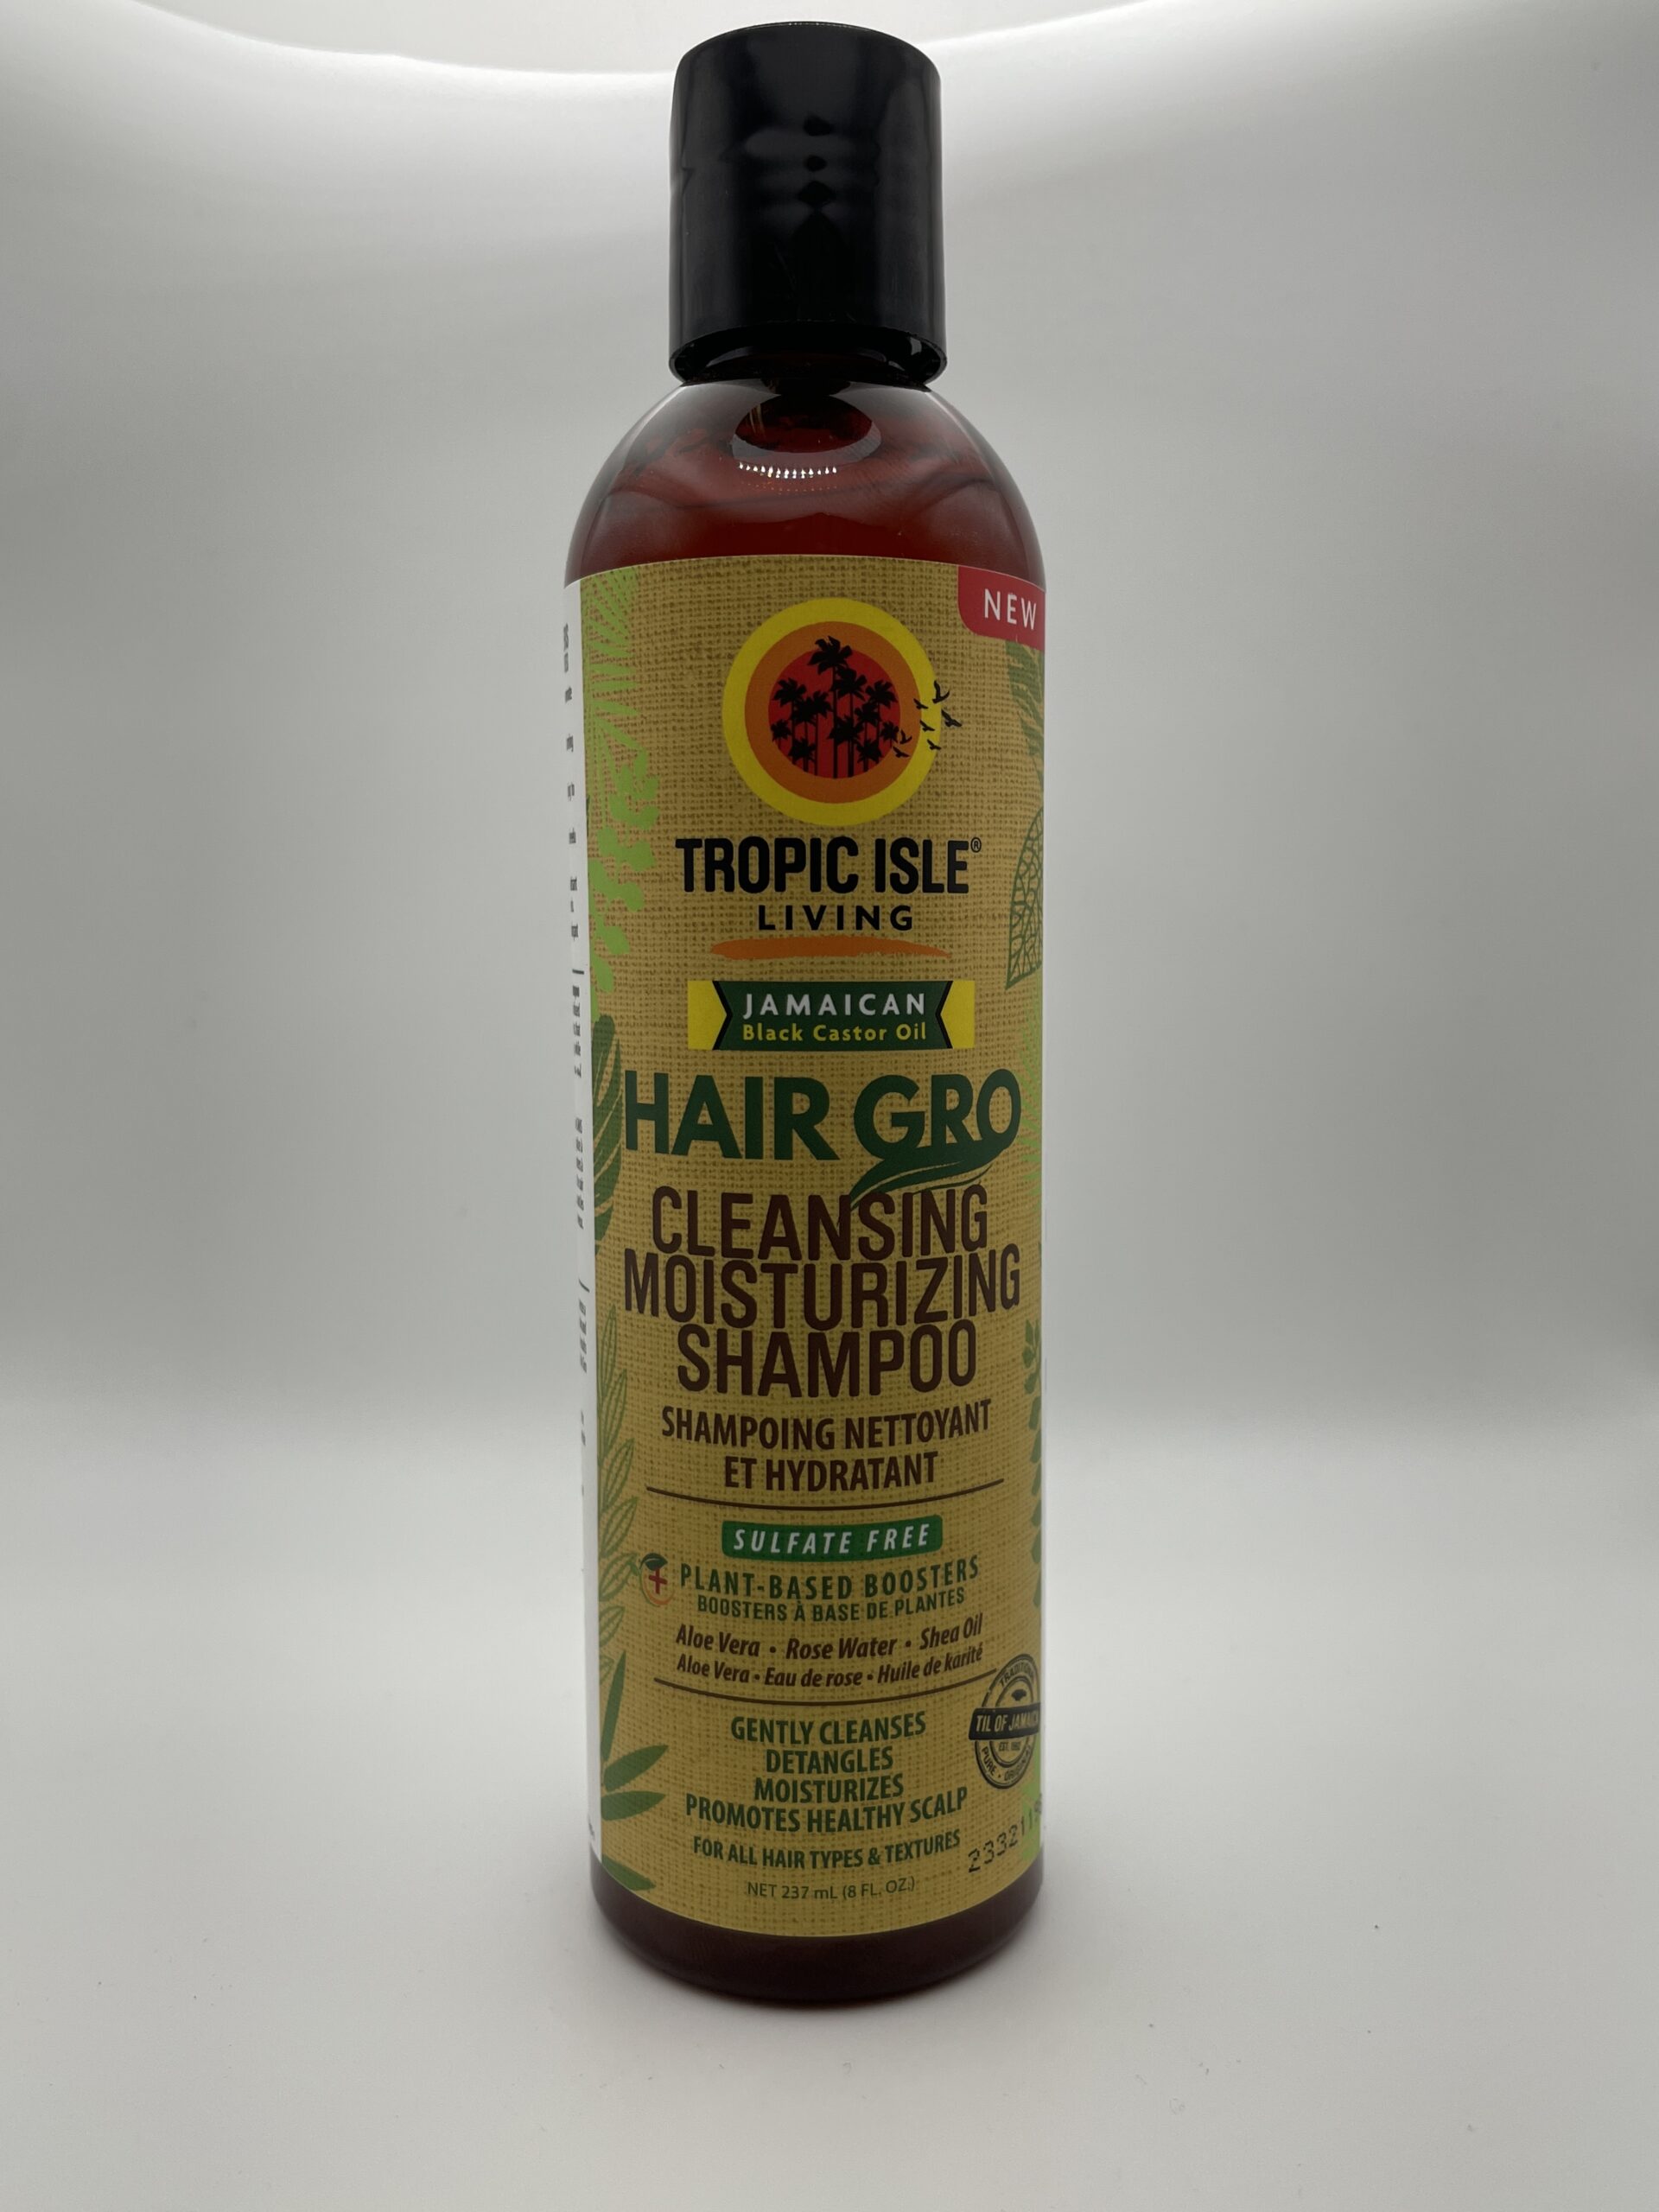 NEW
TROPIC ISLE®
LIVING
JAMAICAN
Black Castor Oil
HAIR GRO
CLEANSING
MOISTURIZING
SHAMPOO
SHAMPOING NETTOYANT
ET HYDRATANT
SULFATE FREE
PLANT-BASED BOOSTERS
BOOSTERS À BASE DE PLANTES
Aloe Vera • Rose Water • Shea Oil
Aloe Vera • Eau de rose • Huile de karité
TIL OF JAMAICA
PURE
GENTLY CLEANSES
DETANGLES
MOISTURIZES
PROMOTES HEALTHY SCALP
FOR ALL HAIR TYPES & TEXTURES
NET 237 mL (8 FL. OZ.)